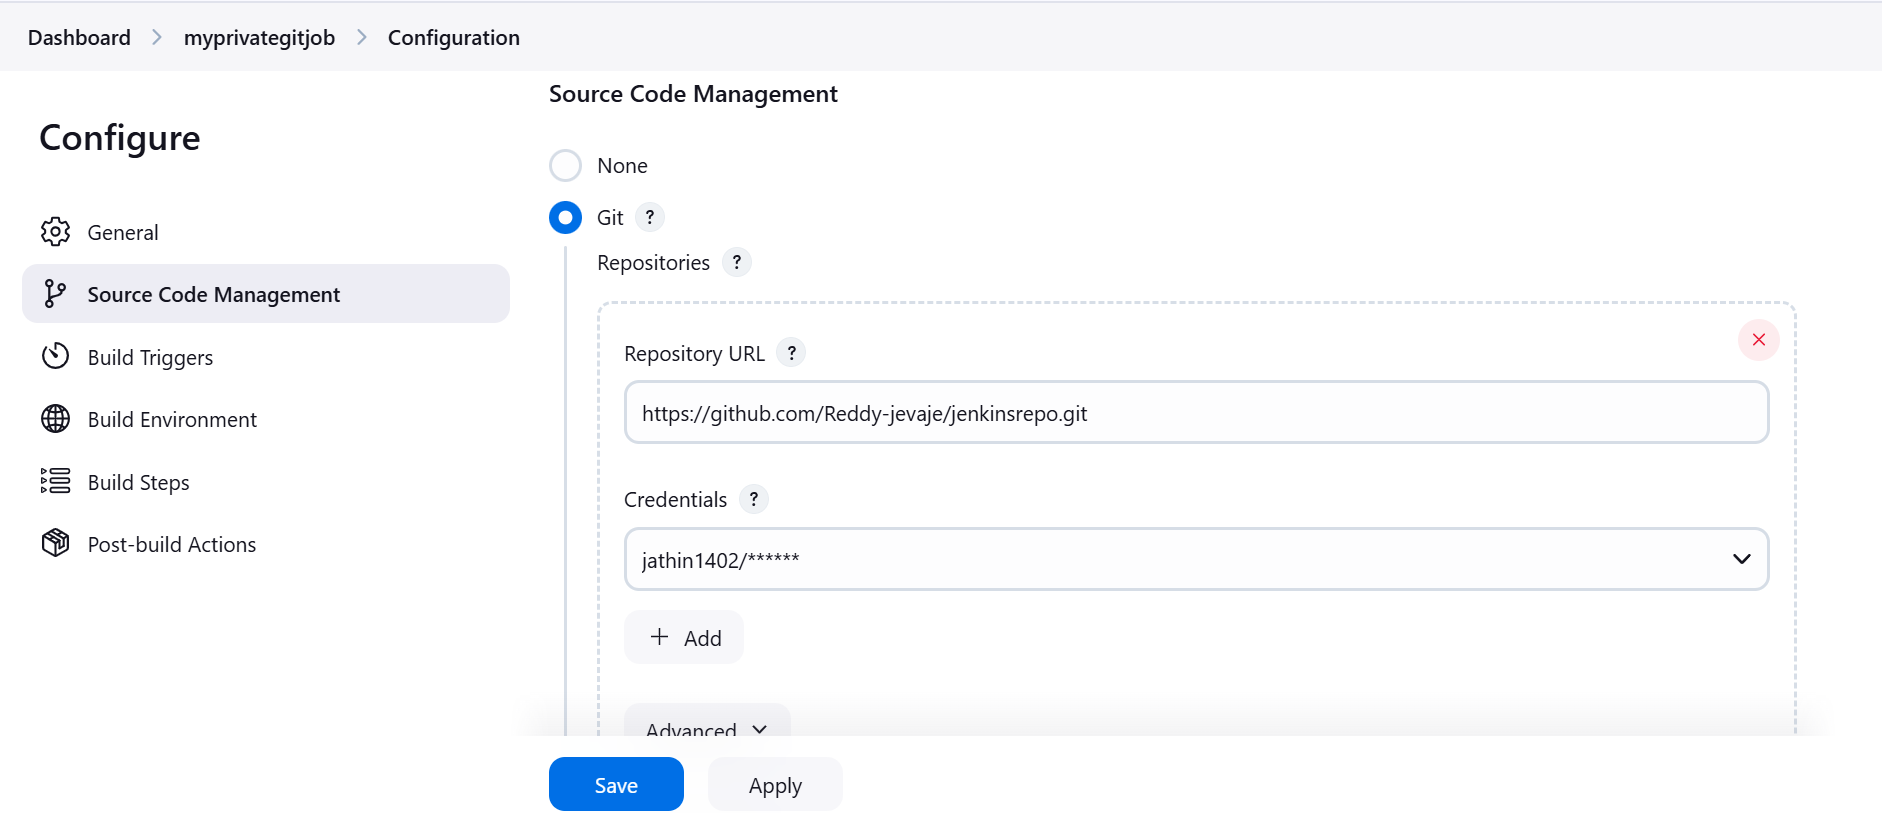 Dashboard > myprivategitjob > Configuration
Configure
General
Source Code Management
Build Triggers
Build Environment
Build Steps
Post-build Actions
Source Code Management
None
Git ?
Repositories ?
Repository URL ?
https://github.com/Reddy-jevaje/jenkinsrepo.git
Credentials ?
jathin1402/******
+ Add
Advanced
Save
Apply